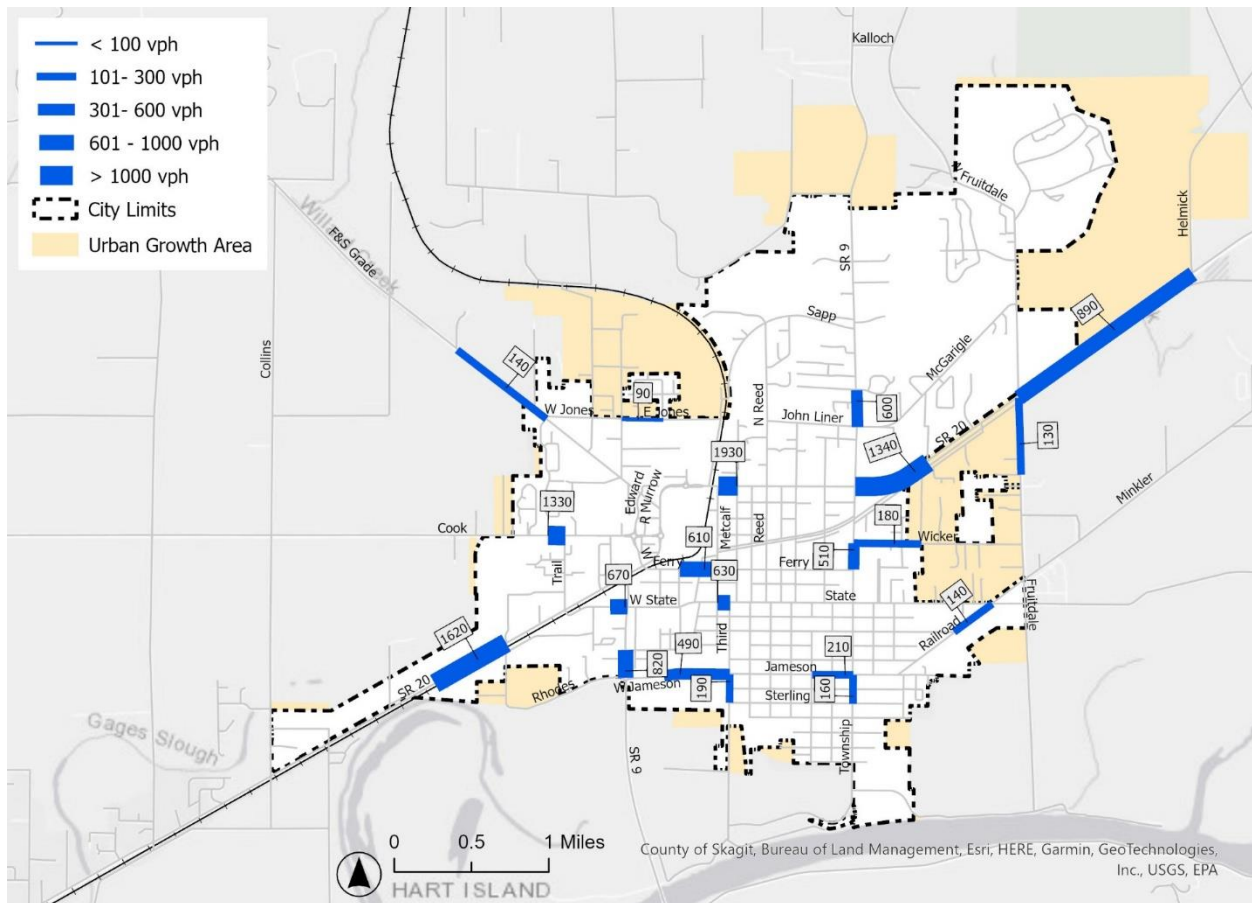 < 100 vph
101- 300 vph
301- 600 vph
601 - 1000 vph
> 1000 vph
City Limits
Urban Growth Area
Kalloch
Fruitdale
Helmick
Willard Creek
F&S Grade
SR 9
Collins
Sapp
McGarigle
890
140
90
W Jones
E Jones
N Reed
John Liner
600
SR 20
1340
130
1930
Minkler
Edward
R Murrow
1330
Metcalf
Reed
180
Cook
610
Wicker
W
Ferry
Ferry
510
Trail
670
630
W State
State
140
Fruitdale
Railroad
1620
Third
490
210
Jameson
820
SR 20
Rhodes
W Jameson
190
Sterling
160
Gages Slough
SR 9
Township
0 0.5 1 Miles
HART ISLAND
County of Skagit, Bureau of Land Management, Esri, HERE, Garmin, GeoTechnologies,
Inc., USGS, EPA